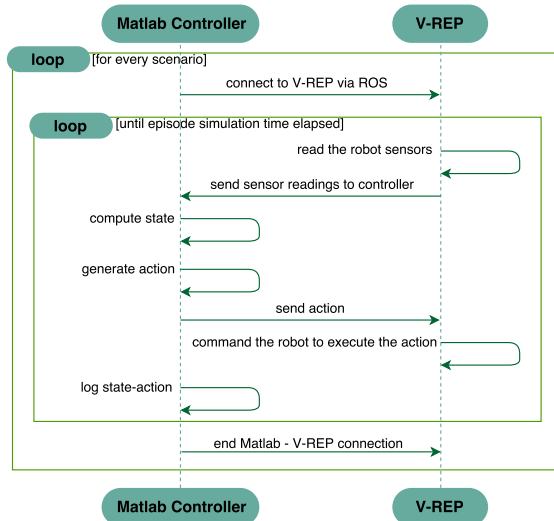 Matlab Controller
V-REP
loop
[for every scenario]
connect to V-REP via ROS
loop
[until episode simulation time elapsed]
read the robot sensors
send sensor readings to controller
compute state
generate action
send action
command the robot to execute the action
log state-action
end Matlab - V-REP connection
Matlab Controller
V-REP